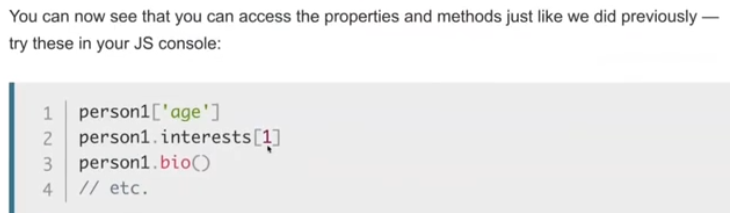 You can now see that you can access the properties and methods just like we did previously —
try these in your JS console:
1 person1['age']
2 person1.interests[1]
3 person1.bio()
4 // etc.